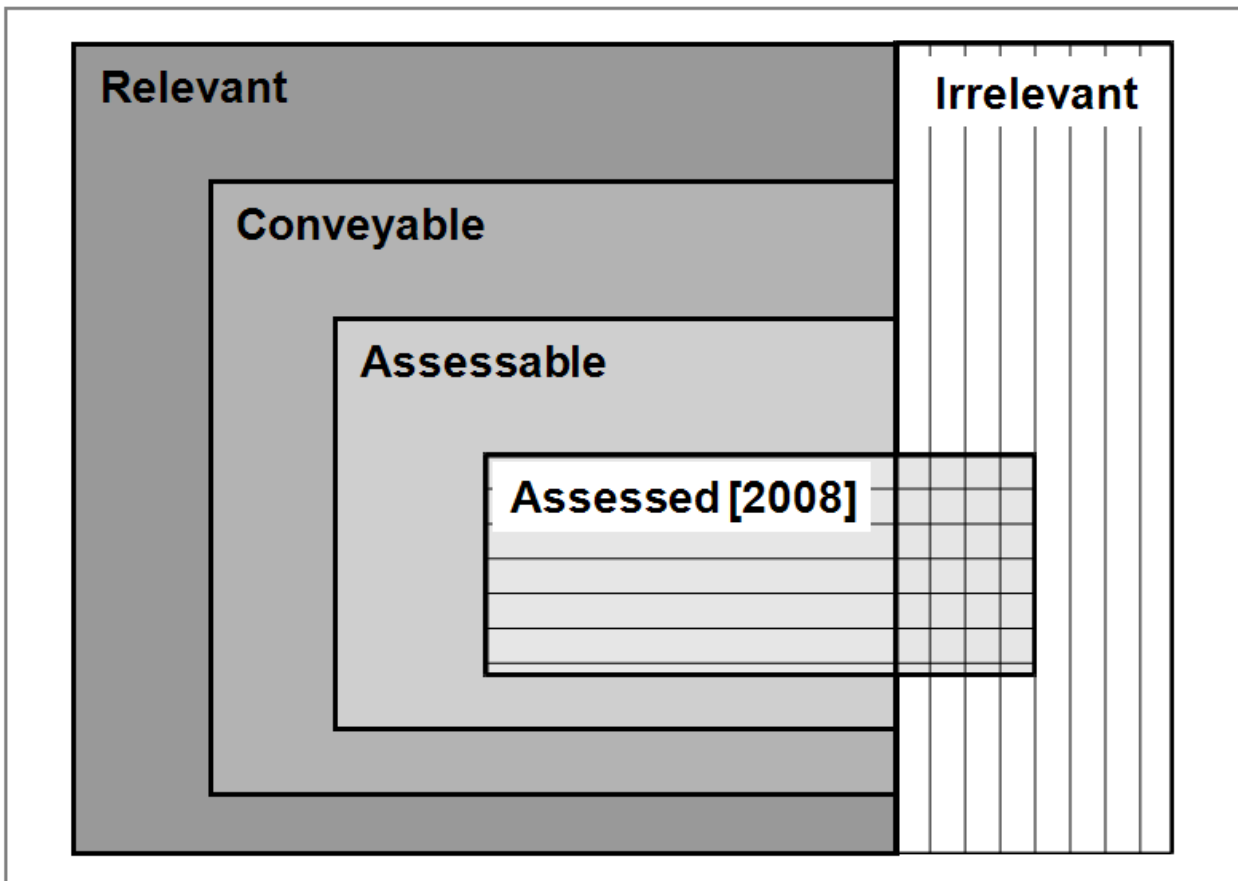 Relevant
Irrelevant
Conveyable
Assessable
Assessed [2008]